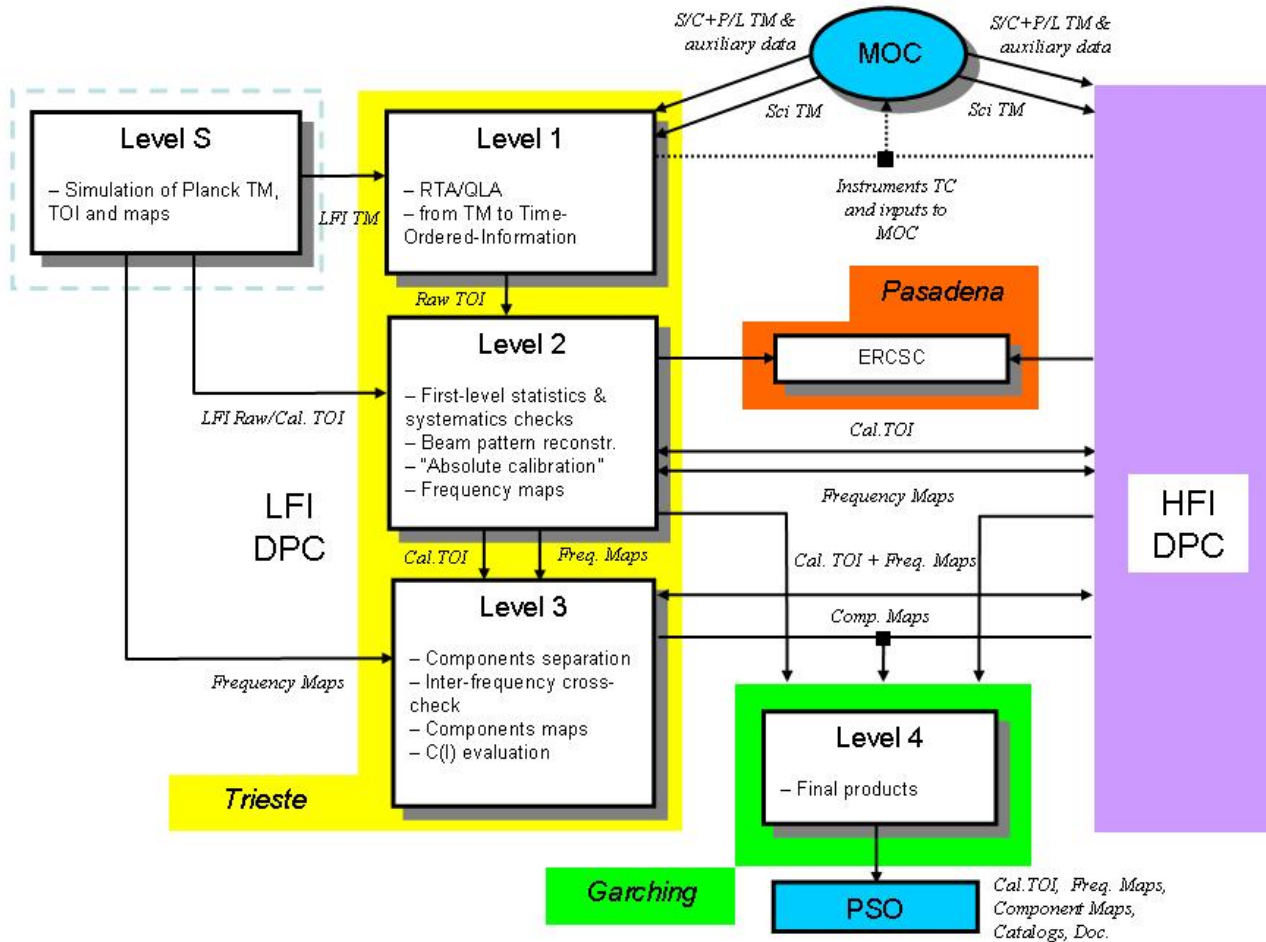 S/C+P/L TM &
auxiliary data
MOC
S/C+P/L TM &
auxiliary data
Sci TM
Sci TM
Level S
– Simulation of Planck TM,
TOI and maps
LFI TM
Level 1
– RTA/QLA
– from TM to Time-
Ordered-Information
Instruments TC
and inputs to
MOC
Raw TOI
Pasadena
ERCSC
Level 2
– First-level statistics &
systematics checks
– Beam pattern reconstr.
– "Absolute calibration"
– Frequency maps
LFI Raw/Cal. TOI
Cal.TOI
Frequency Maps
LFI
DPC
HFI
DPC
Cal.TOI
Freq. Maps
Cal. TOI + Freq. Maps
Level 3
– Components separation
– Inter-frequency cross-
check
– Components maps
– C(l) evaluation
Comp. Maps
Frequency Maps
Level 4
– Final products
Trieste
Garching
PSO
Cal.TOI, Freq. Maps,
Component Maps,
Catalogs, Doc.